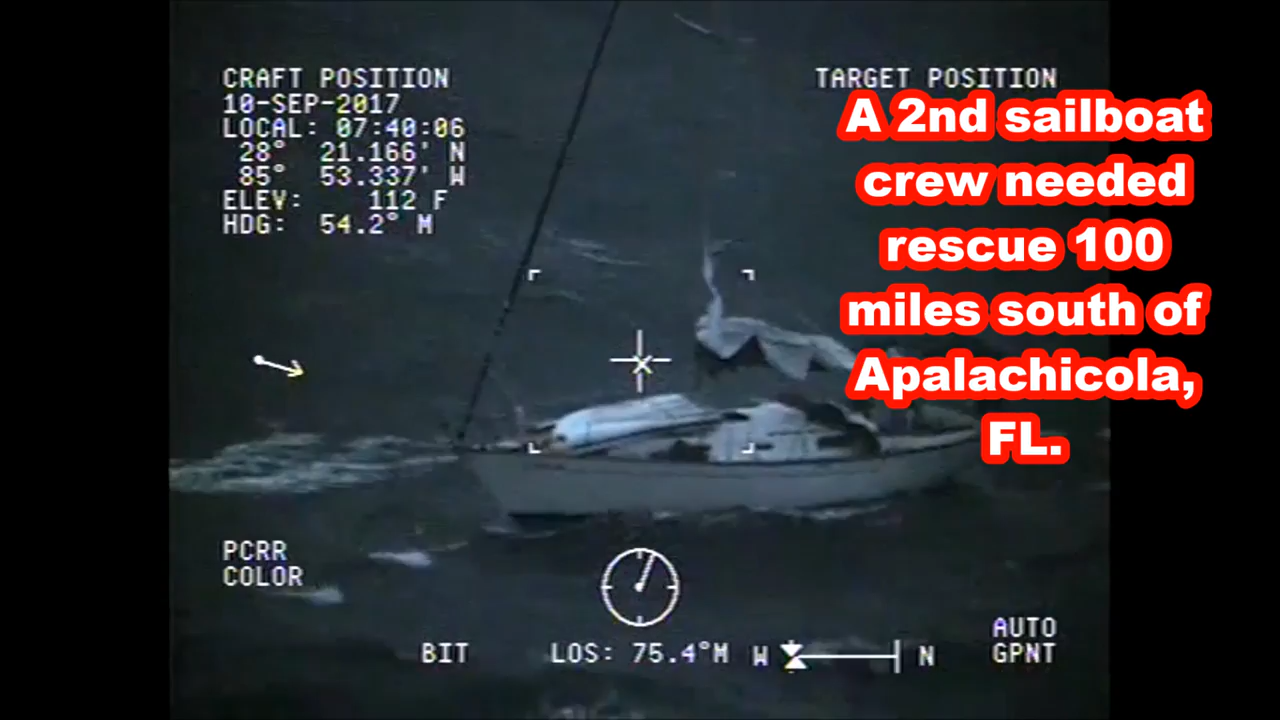 CRAFT POSITION
10-SEP-2017
LOCAL: 07:40:06
28° 21.166' N
85° 53.337' W
ELEV: 112 F
HDG: 54.2° M
TARGET POSITION
A 2nd sailboat
crew needed
rescue 100
miles south of
Apalachicola,
FL.
PCRR
COLOR
BIT
LOS: 75.4°M
W N
AUTO
GPNT